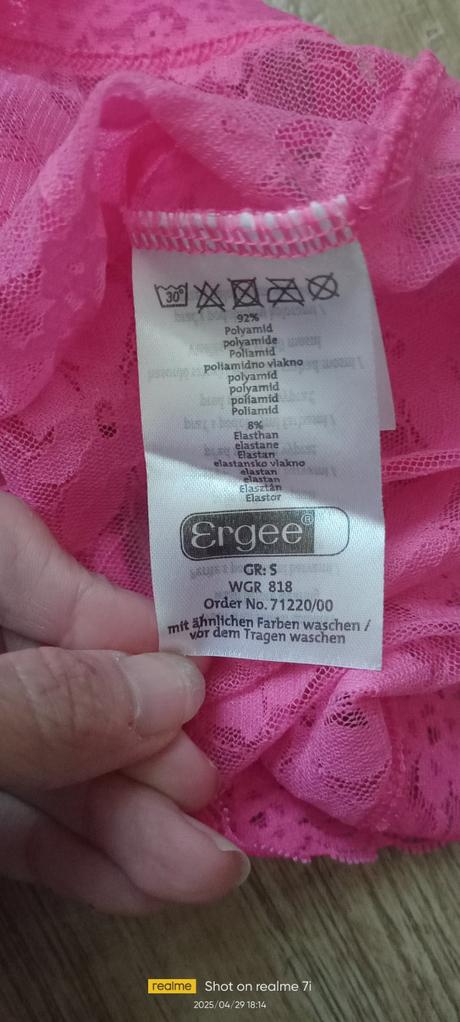 30°
92%
Polyamid
polyamide
Poliamid
poliamidno vlakno
polyamid
polyamid
poliamid
Poliamid
8%
Elasthan
elastane
Elastan
elastansko vlakno
elastan
elastan
Elasztán
Elastor
Ergee®
GR: S
WGR 818
Order No. 71220/00
mit ähnlichen Farben waschen /
vor dem Tragen waschen
realme Shot on realme 7i
2025/04/29 18:14